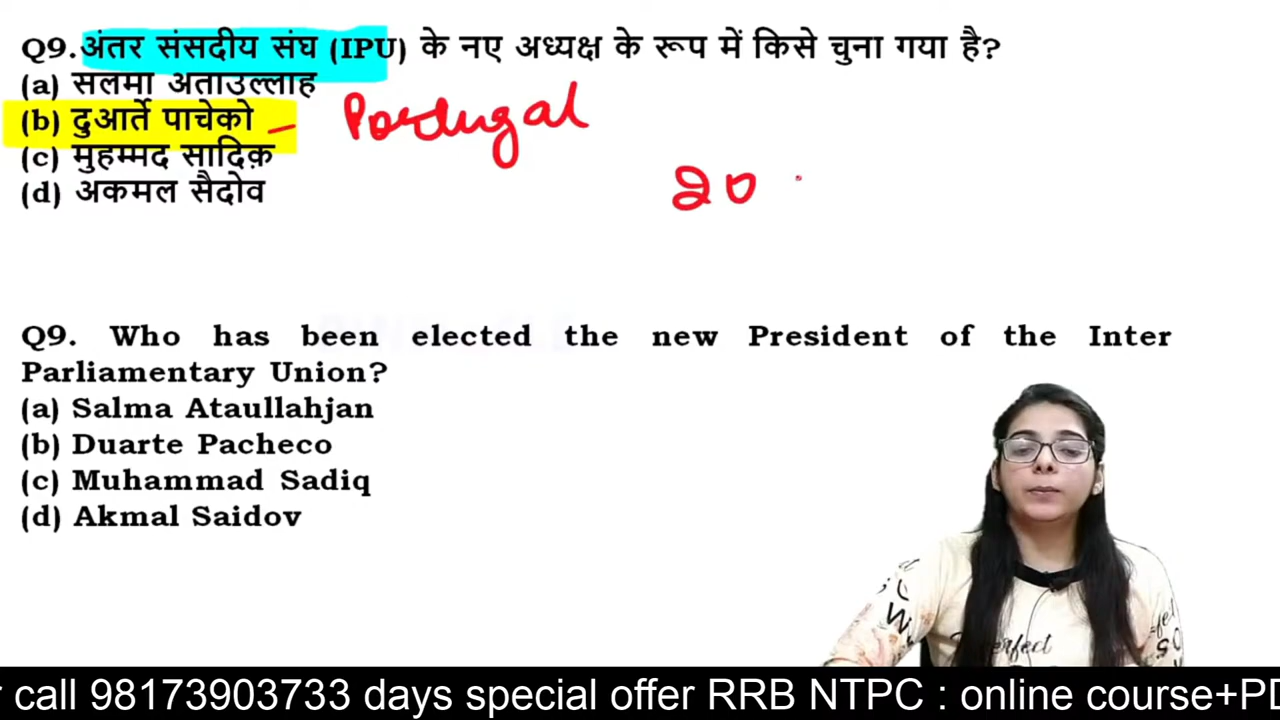 Q9. अंतर संसदीय संघ (IPU) के नए अध्यक्ष के रूप में किसे चुना गया है?
(a) सलमा अताउल्लाह
(b) दुआर्ते पाचेको – Portugal
(c) मुहम्मद सादिक़
20
(d) अकमल सैदोव
Q9. Who has been elected the new President of the Inter
Parliamentary Union?
(a) Salma Ataullahjan
(b) Duarte Pacheco
(c) Muhammad Sadiq
(d) Akmal Saidov
r call 98173903733 days special offer RRB NTPC : online course+PD